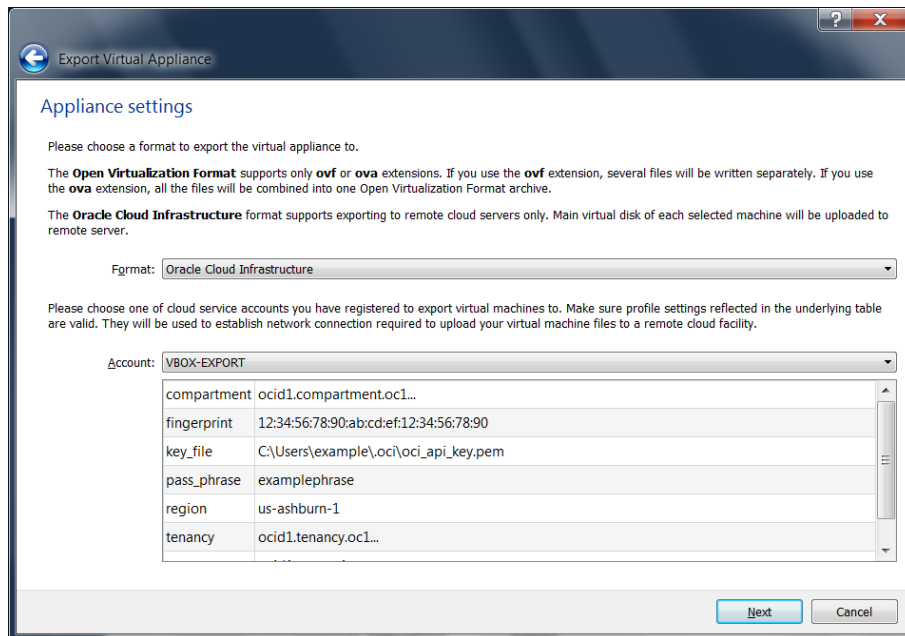 Export Virtual Appliance
Appliance settings
Please choose a format to export the virtual appliance to.
The Open Virtualization Format supports only ovf or ova extensions. If you use the ovf extension, several files will be written separately. If you use
the ova extension, all the files will be combined into one Open Virtualization Format archive.
The Oracle Cloud Infrastructure format supports exporting to remote cloud servers only. Main virtual disk of each selected machine will be uploaded to
remote server.
Format: Oracle Cloud Infrastructure
Please choose one of cloud service accounts you have registered to export virtual machines to. Make sure profile settings reflected in the underlying table
are valid. They will be used to establish network connection required to upload your virtual machine files to a remote cloud facility.
Account: VBOX-EXPORT
compartment ocid1.compartment.oc1...
fingerprint 12:34:56:78:90:ab:cd:ef:12:34:56:78:90
key_file C:\Users\example\.oci\oci_api_key.pem
pass_phrase examplephrase
region us-ashburn-1
tenancy ocid1.tenancy.oc1...
Next Cancel